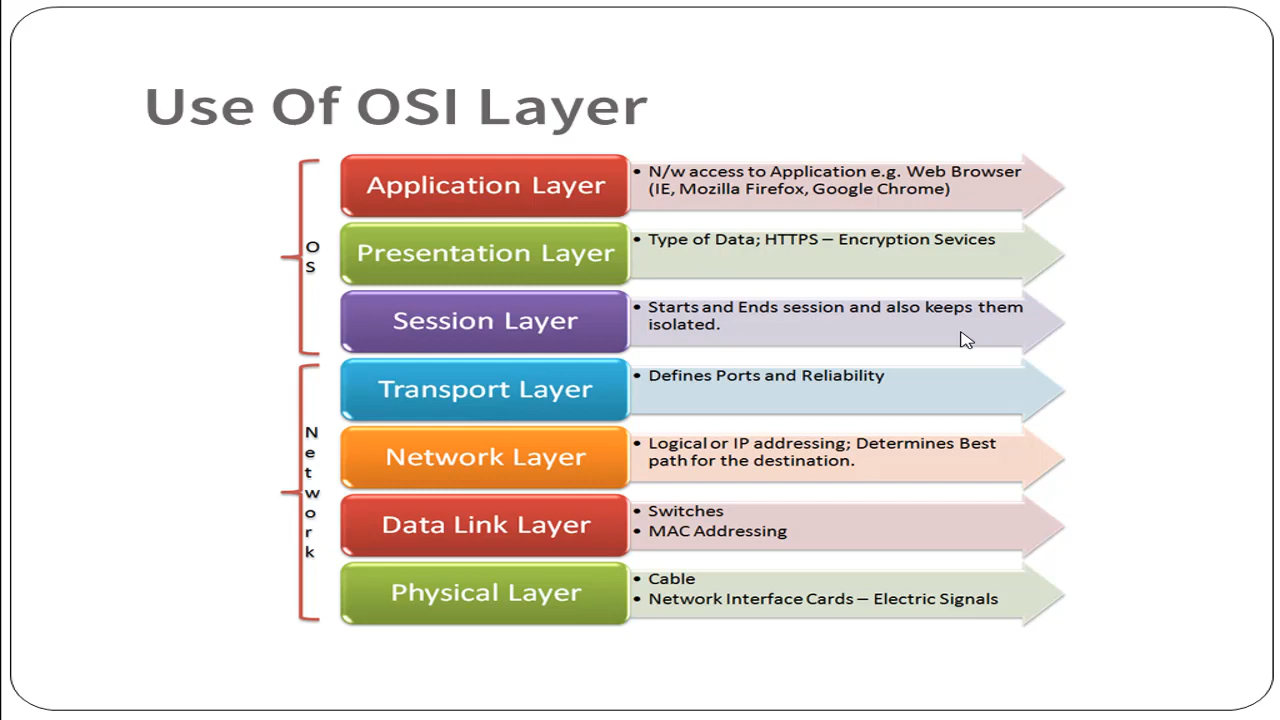 Use Of OSI Layer
OS
Application Layer
• N/w access to Application e.g. Web Browser
(IE, Mozilla Firefox, Google Chrome)
Presentation Layer
• Type of Data; HTTPS – Encryption Sevices
Session Layer
• Starts and Ends session and also keeps them
isolated.
Network
Transport Layer
• Defines Ports and Reliability
Network Layer
• Logical or IP addressing; Determines Best
path for the destination.
Data Link Layer
• Switches
• MAC Addressing
Physical Layer
• Cable
• Network Interface Cards – Electric Signals